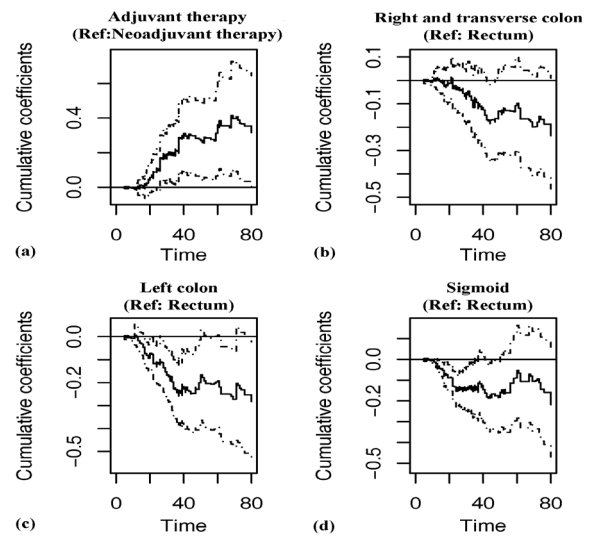 Adjuvant therapy
(Ref:Neoadjuvant therapy)
Cumulative coefficients
0.4
0.0
0 40 80
Time
(a)
Right and transverse colon
(Ref: Rectum)
Cumulative coefficients
0.1
−0.1
−0.3
−0.5
0 40 80
Time
(b)
Left colon
(Ref: Rectum)
Cumulative coefficients
0.0
−0.2
−0.5
0 40 80
Time
(c)
Sigmoid
(Ref: Rectum)
Cumulative coefficients
0.0
−0.2
−0.5
0 40 80
Time
(d)